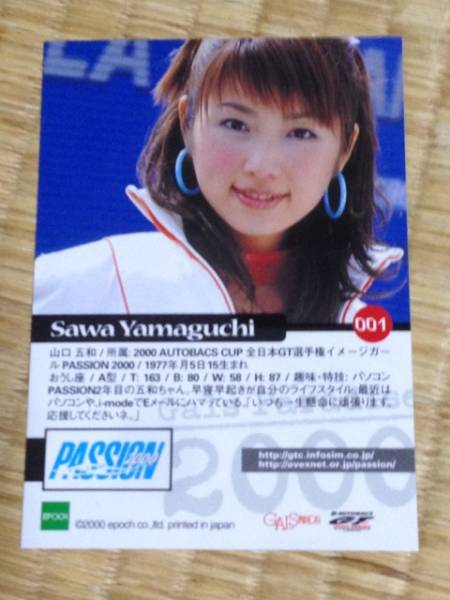 LA
Sawa Yamaguchi
001
山口 五和 / 所属: 2000 AUTOBACS CUP 全日本GT選手権イメージガー
ル PASSION 2000 / 1977年月5日15生まれ
おうし座 / A型 / T: 163 / B: 80 / W: 58 / H: 87 / 趣味・特技: パソコン
PASSION2年目の五和ちゃん。早寝早起きが自分のライフスタイル。最近は
パソコンや、i-modeでEメールにハマっている。「いつも一生懸命に頑張ります。
応援してくださいネ。」
PASSION 2000
2000
http://gtc.infosim.co.jp/
http://avexnet.or.jp/passion/
EPOCH
©2000 epoch co.,ltd. printed in japan
GALS
GT